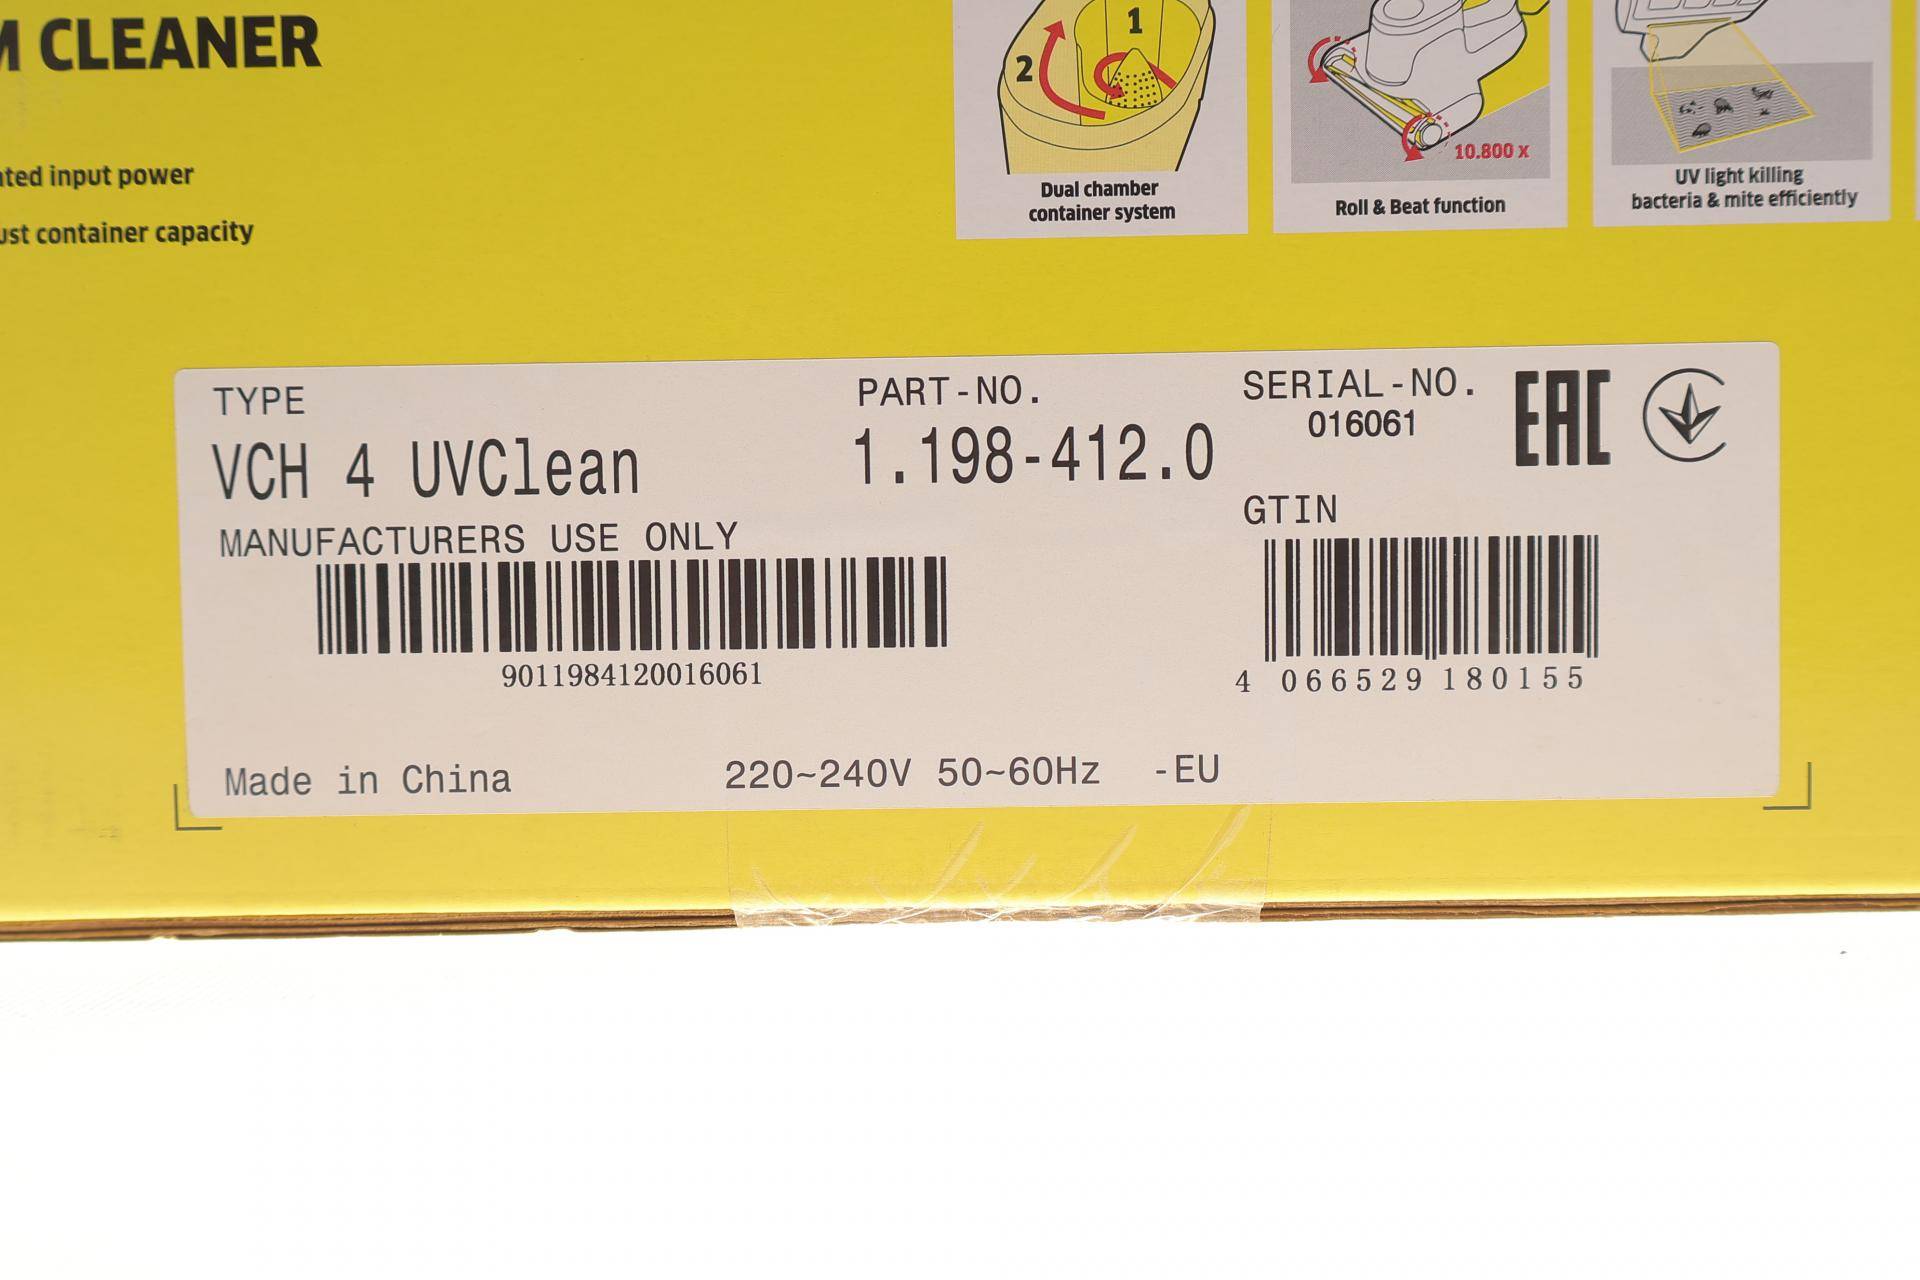 CLEANER
input power
container capacity
1
2
Dual chamber
container system
10.800 x
Roll & Beat function
UV light killing
bacteria & mite efficiently
TYPE
VCH 4 UVClean
PART-NO.
1.198-412.0
SERIAL-NO.
016061
EAC
MANUFACTURERS USE ONLY
9011984120016061
GTIN
4 066529 180155
Made in China
220~240V 50~60Hz -EU